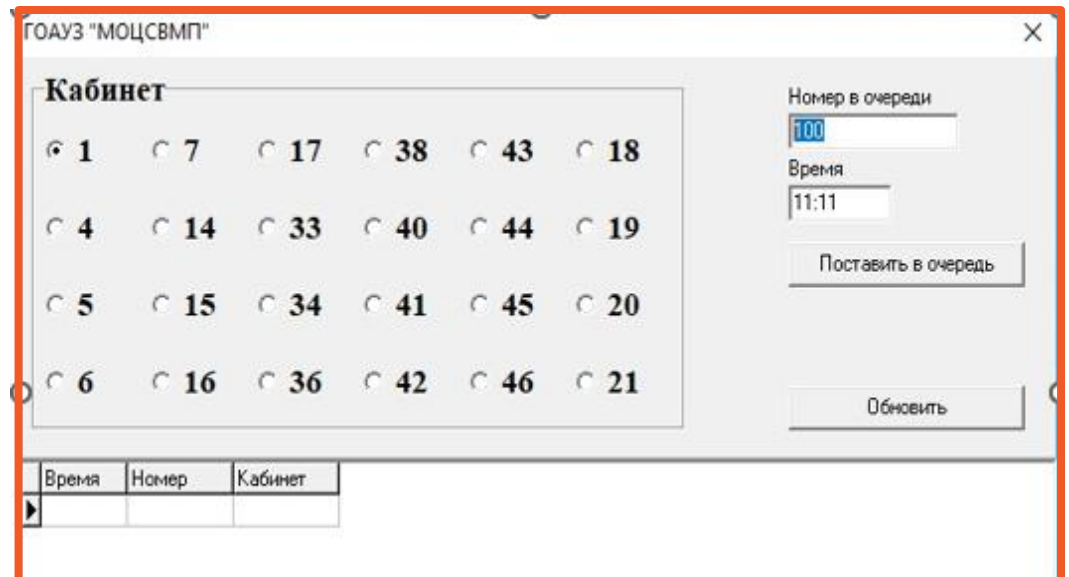 ГОАУЗ "МОЦСВМП"
Кабинет
1 7 17 38 43 18
4 14 33 40 44 19
5 15 34 41 45 20
6 16 36 42 46 21
Номер в очереди
100
Время
11:11
Поставить в очередь
Обновить
Время Номер Кабинет